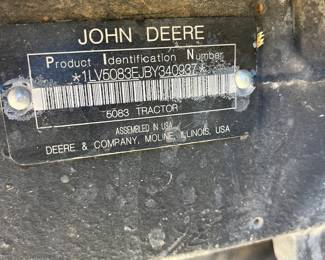 JOHN DEERE
Product Identification Number
*1LV5083EJBY340937*
5083 TRACTOR
ASSEMBLED IN USA
DEERE & COMPANY, MOLINE, ILLINOIS, USA